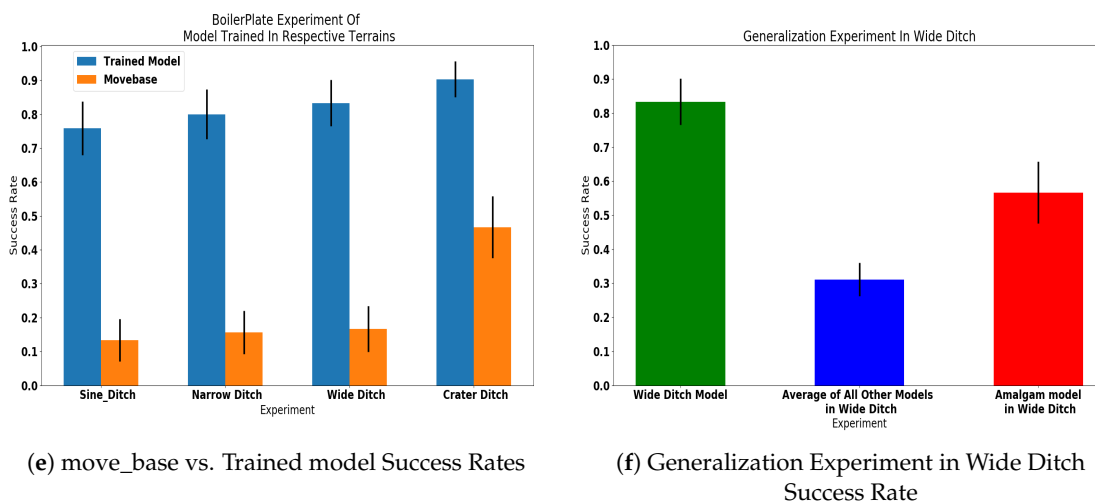 BoilerPlate Experiment Of
Model Trained In Respective Terrains
Success Rate
1.0
0.9
0.8
0.7
0.6
0.5
0.4
0.3
0.2
0.1
0.0
Trained Model
Movebase
Sine_Ditch Narrow Ditch Wide Ditch Crater Ditch
Experiment
(e) move_base vs. Trained model Success Rates
Generalization Experiment In Wide Ditch
Success Rate
1.0
0.9
0.8
0.7
0.6
0.5
0.4
0.3
0.2
0.1
0.0
Wide Ditch Model
Average of All Other Models
in Wide Ditch
Amalgam model
in Wide Ditch
Experiment
(f) Generalization Experiment in Wide Ditch
Success Rate